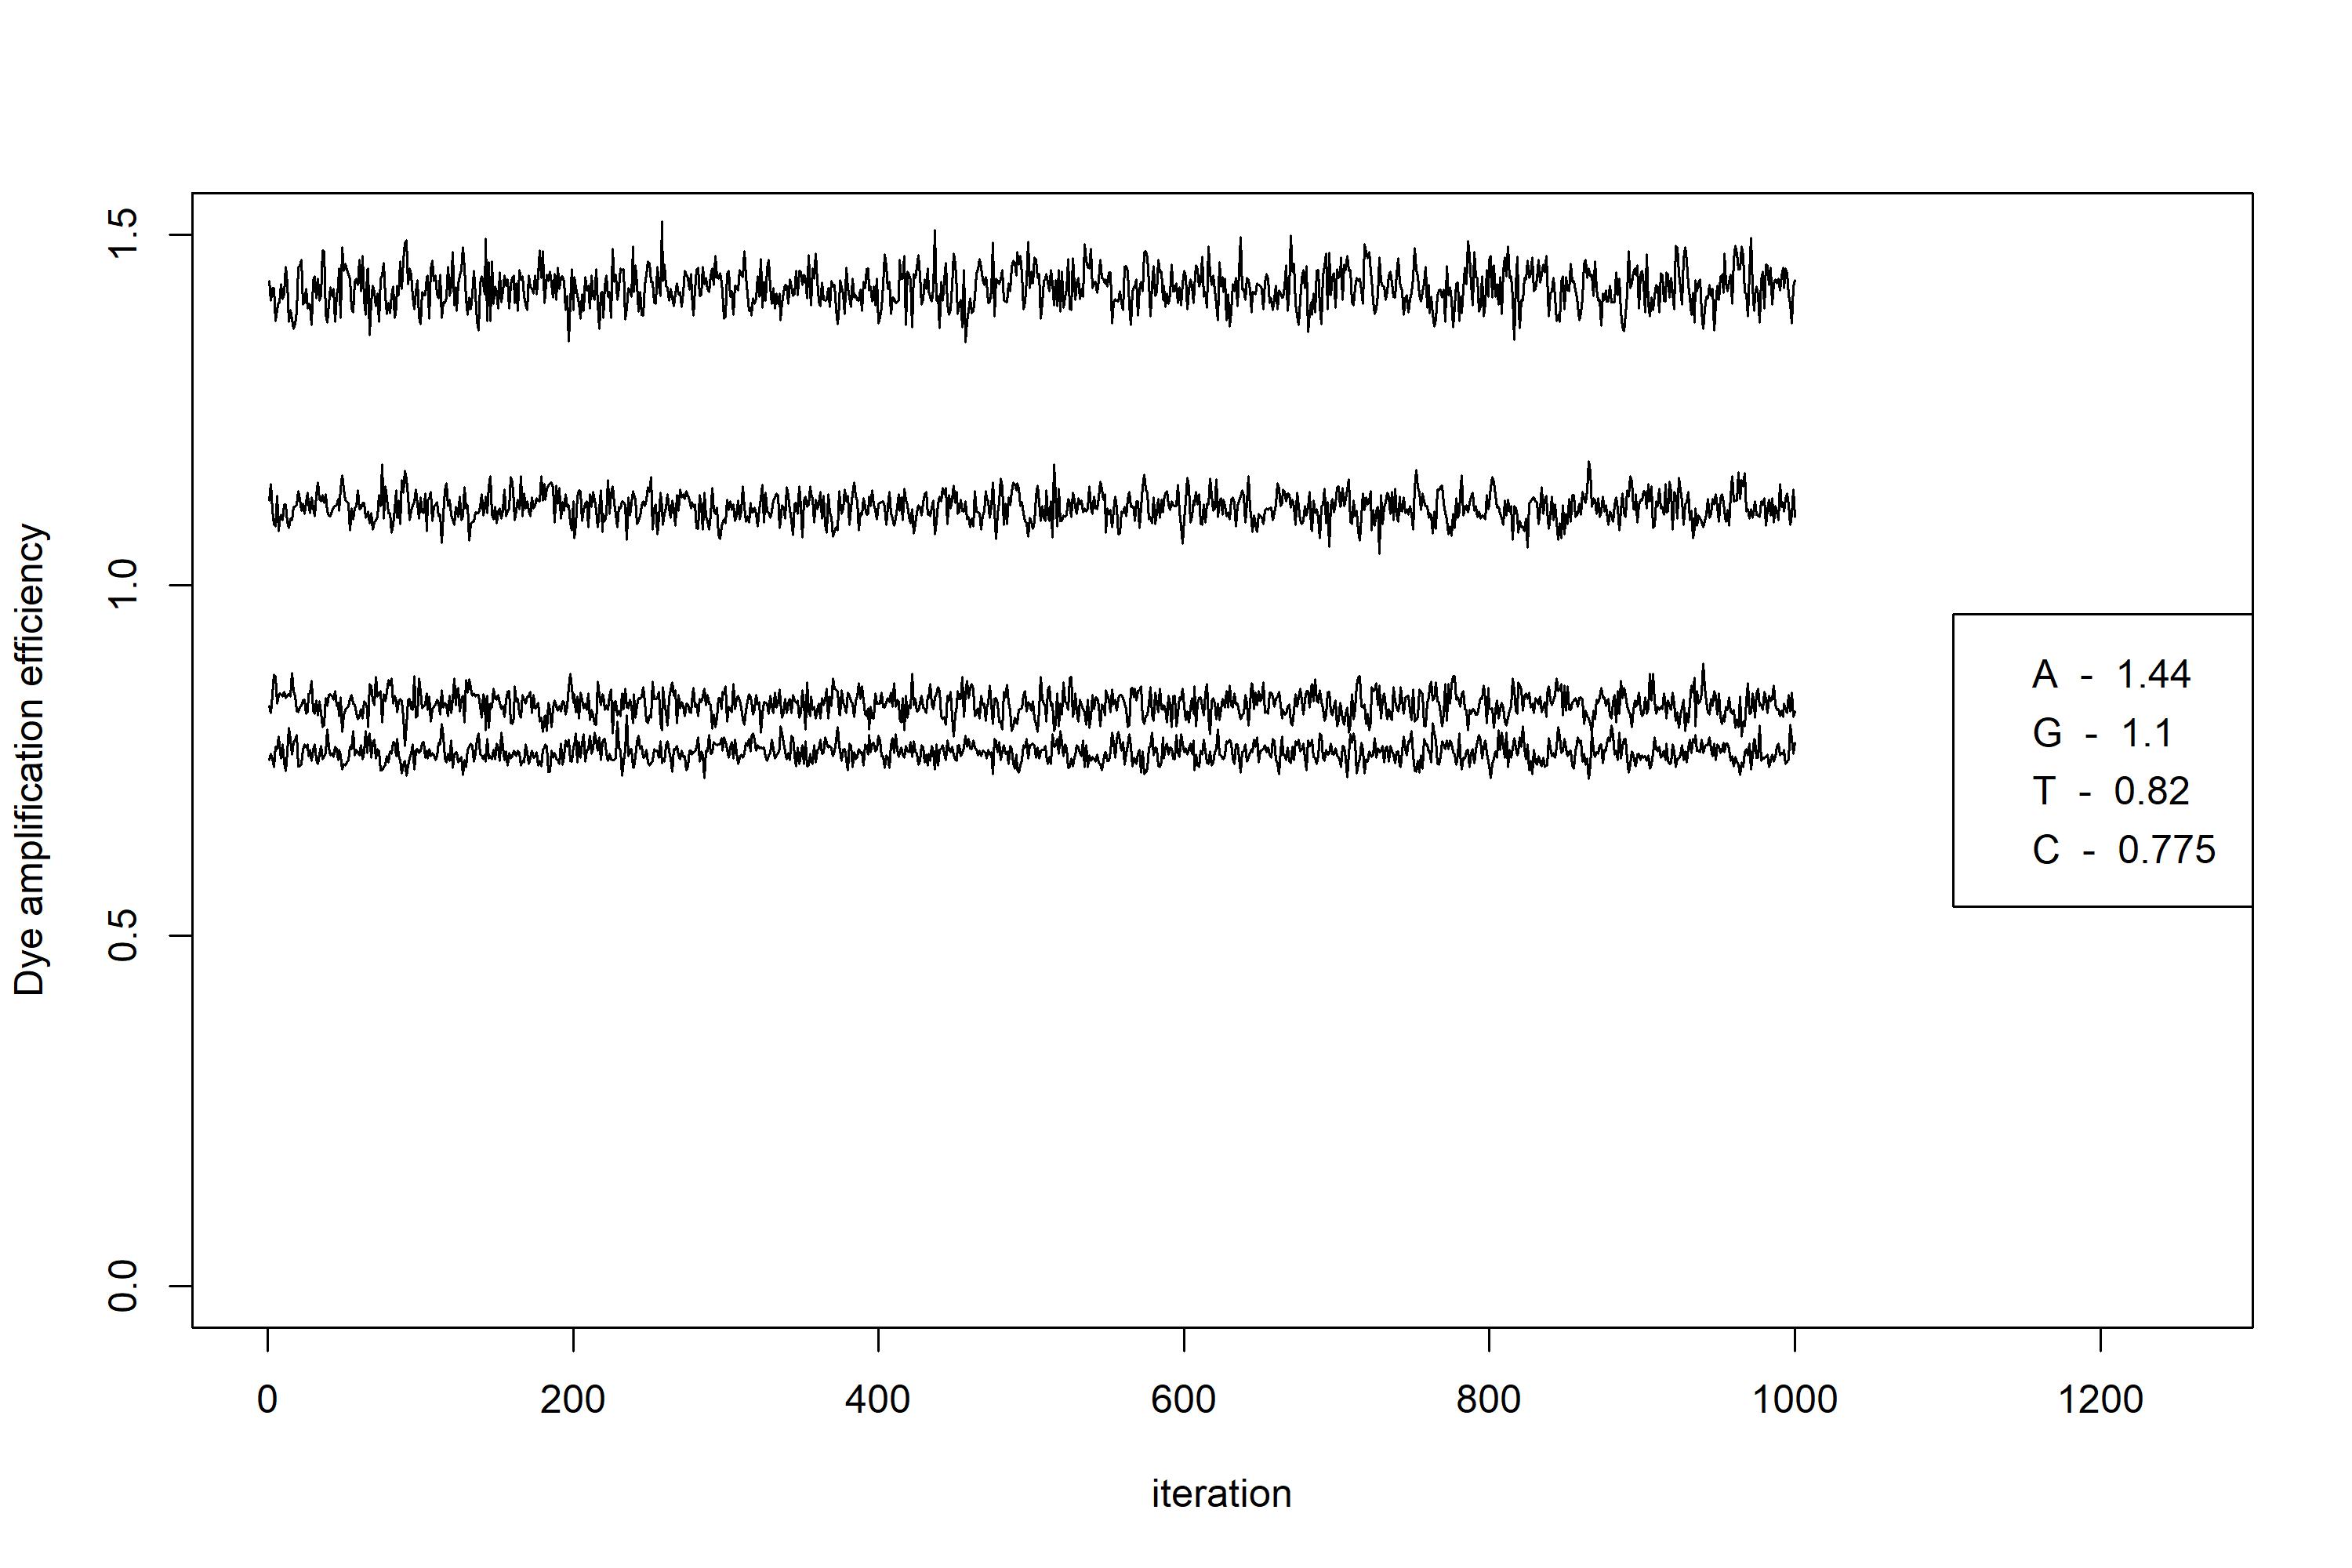 Dye amplification efficiency
1.5
1.0
0.5
0.0
A - 1.44
G - 1.1
T - 0.82
C - 0.775
0 200 400 600 800 1000 1200
iteration